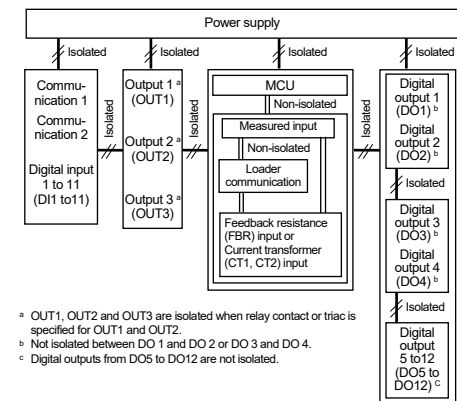 Power supply
Isolated
Isolated
Isolated
Isolated
Commu-
nication 1
Commu-
nication 2
Digital input
1 to 11
(DI1 to11)
Isolated
Output 1 a
(OUT1)
Output 2 a
(OUT2)
Output 3 a
(OUT3)
Isolated
MCU
Non-isolated
Measured input
Non-isolated
Loader
communication
Feedback resistance
(FBR) input or
Current transformer
(CT1, CT2) input
Isolated
Digital
output 1
(DO1) b
Digital
output 2
(DO2) b
Isolated
Digital
output 3
(DO3) b
Digital
output 4
(DO4) b
Isolated
Digital
output
5 to12
(DO5 to
DO12) C
a OUT1, OUT2 and OUT3 are isolated when relay contact or triac is
specified for OUT1 and OUT2.
b Not isolated between DO 1 and DO 2 or DO 3 and DO 4.
c Digital outputs from DO5 to DO12 are not isolated.